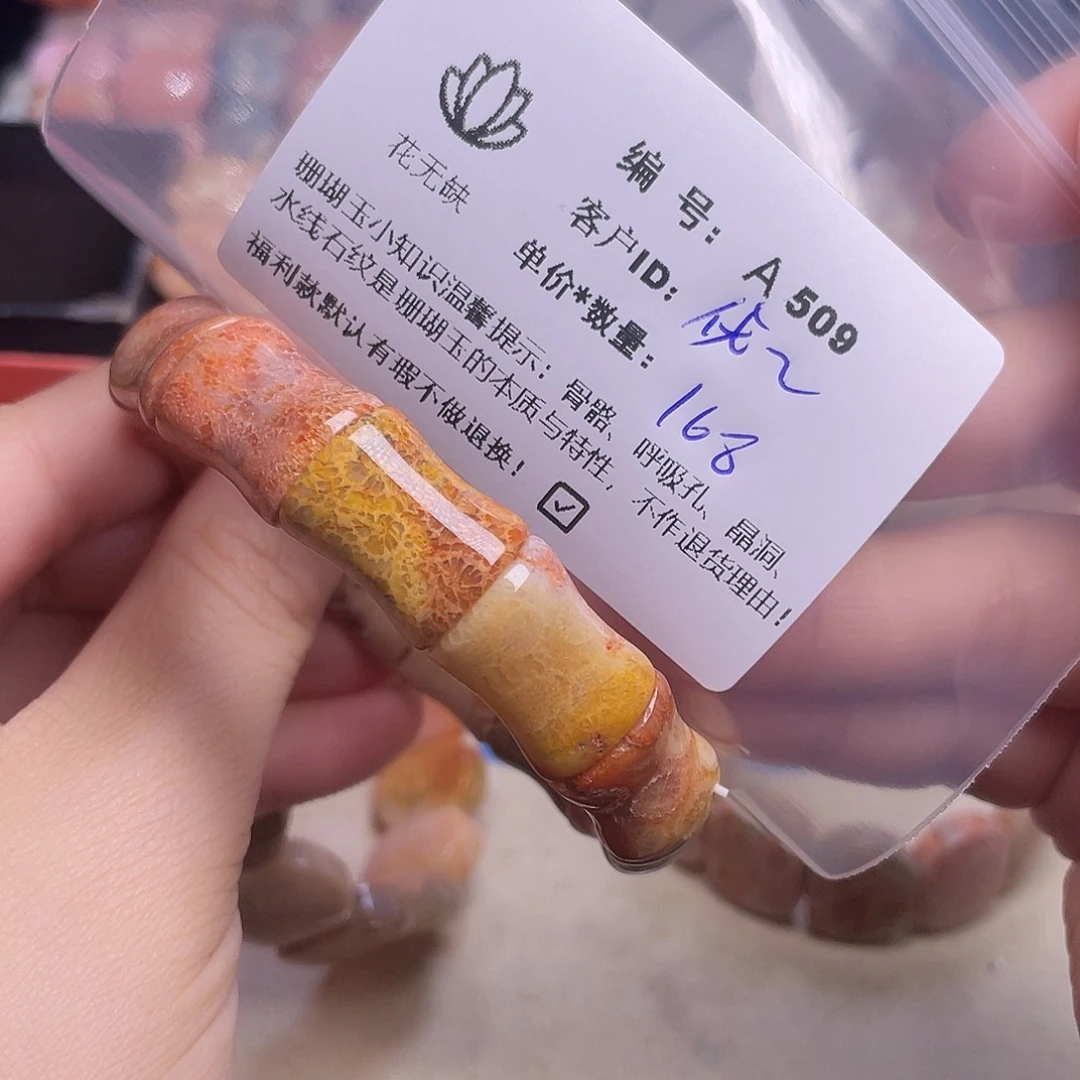 花无缺
编 号： A 509
客户ID：
单价*数量： 168
珊瑚玉小知识温馨提示：骨骼、呼吸孔、晶洞、
水线石纹是珊瑚玉的本质与特性，不作退货理由！
福利款默认有瑕不做退换！